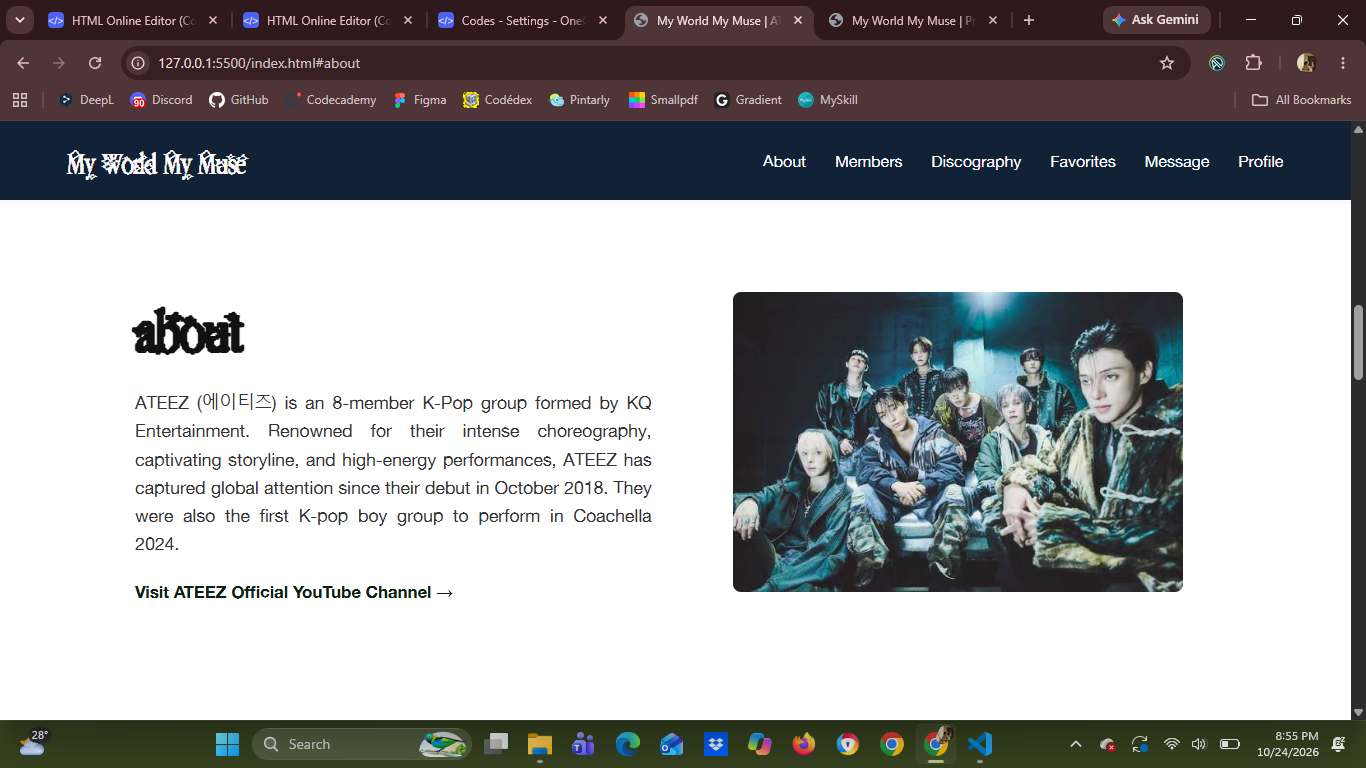 HTML Online Editor (Co
HTML Online Editor (Co
Codes - Settings - One
My World My Muse | AT
My World My Muse | Pr
Ask Gemini
127.0.0.1:5500/index.html#about
DeepL
90
Discord
GitHub
Codecademy
Figma
Codédex
Pintarly
Smallpdf
Gradient
MySkill
All Bookmarks
My World My Muse
About
Members
Discography
Favorites
Message
Profile
about
ATEEZ (에이티즈) is an 8-member K-Pop group formed by KQ
Entertainment. Renowned for their intense choreography,
captivating storyline, and high-energy performances, ATEEZ has
captured global attention since their debut in October 2018. They
were also the first K-pop boy group to perform in Coachella
2024.
Visit ATEEZ Official YouTube Channel →
28°
Search
8:55 PM
10/24/2026